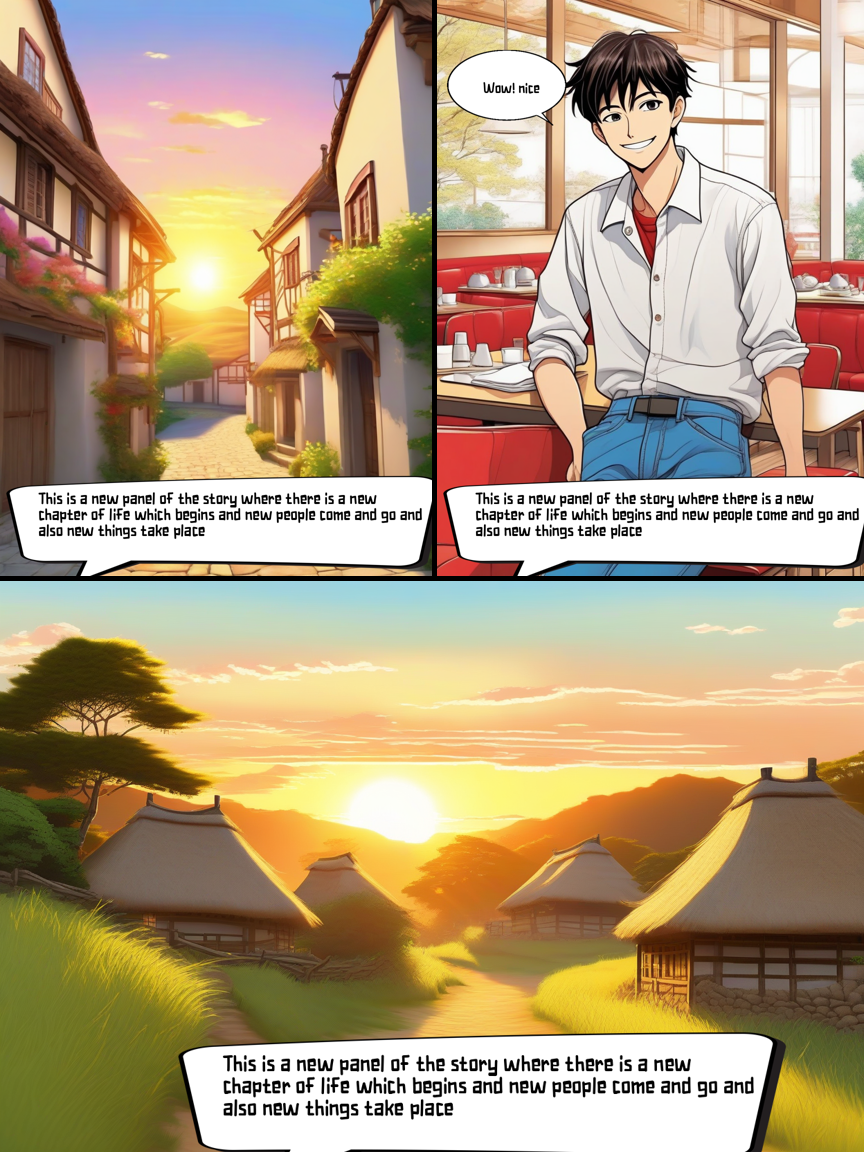 This is a new panel of the story where there is a new
chapter of life which begins and new people come and go and
also new things take place
Wow! nice
This is a new panel of the story where there is a new
chapter of life which begins and new people come and go and
also new things take place
This is a new panel of the story where there is a new
chapter of life which begins and new people come and go and
also new things take place